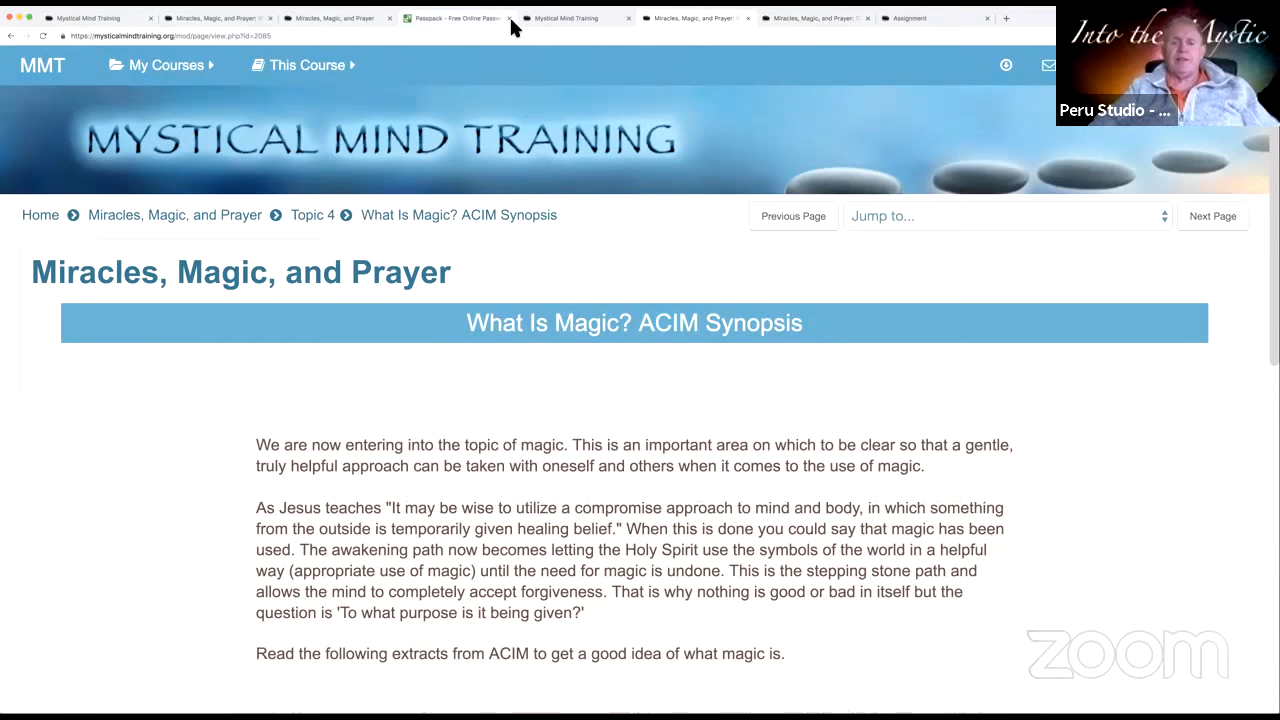 Mystical Mind Training
Miracles, Magic, and Prayer: W
Miracles, Magic, and Prayer
Passpack - Free Online Passw
Mystical Mind Training
Miracles, Magic, and Prayer: V
Miracles, Magic, and Prayer: T
Assignment
https://mysticalmindtraining.org/mod/page/view.php?id=2085
Into the Mystic
MMT
My Courses
This Course
Peru Studio - ...
MYSTICAL MIND TRAINING
Home
Miracles, Magic, and Prayer
Topic 4
What Is Magic? ACIM Synopsis
Previous Page
Jump to...
Next Page
Miracles, Magic, and Prayer
What Is Magic? ACIM Synopsis
We are now entering into the topic of magic. This is an important area on which to be clear so that a gentle,
truly helpful approach can be taken with oneself and others when it comes to the use of magic.
As Jesus teaches "It may be wise to utilize a compromise approach to mind and body, in which something
from the outside is temporarily given healing belief." When this is done you could say that magic has been
used. The awakening path now becomes letting the Holy Spirit use the symbols of the world in a helpful
way (appropriate use of magic) until the need for magic is undone. This is the stepping stone path and
allows the mind to completely accept forgiveness. That is why nothing is good or bad in itself but the
question is 'To what purpose is it being given?'
Read the following extracts from ACIM to get a good idea of what magic is.
zoom